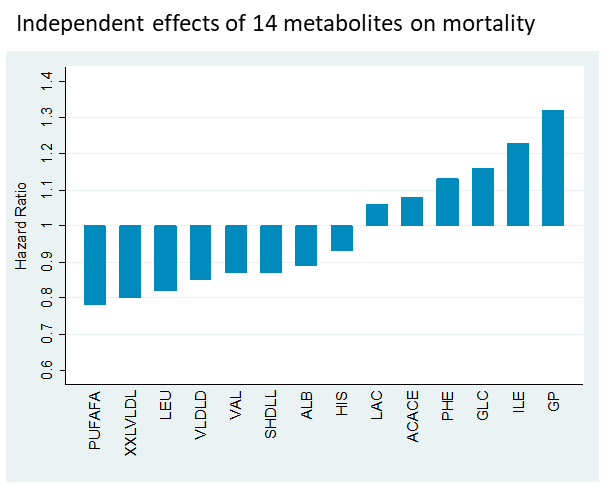 Independent effects of 14 metabolites on mortality
Hazard Ratio
1.4
1.3
1.2
1.1
1
0.9
0.8
0.7
0.6
PUFAFA
XXLVLDL
LEU
VLDLD
VAL
SHDLL
ALB
HIS
LAC
ACACE
PHE
GLC
ILE
GP